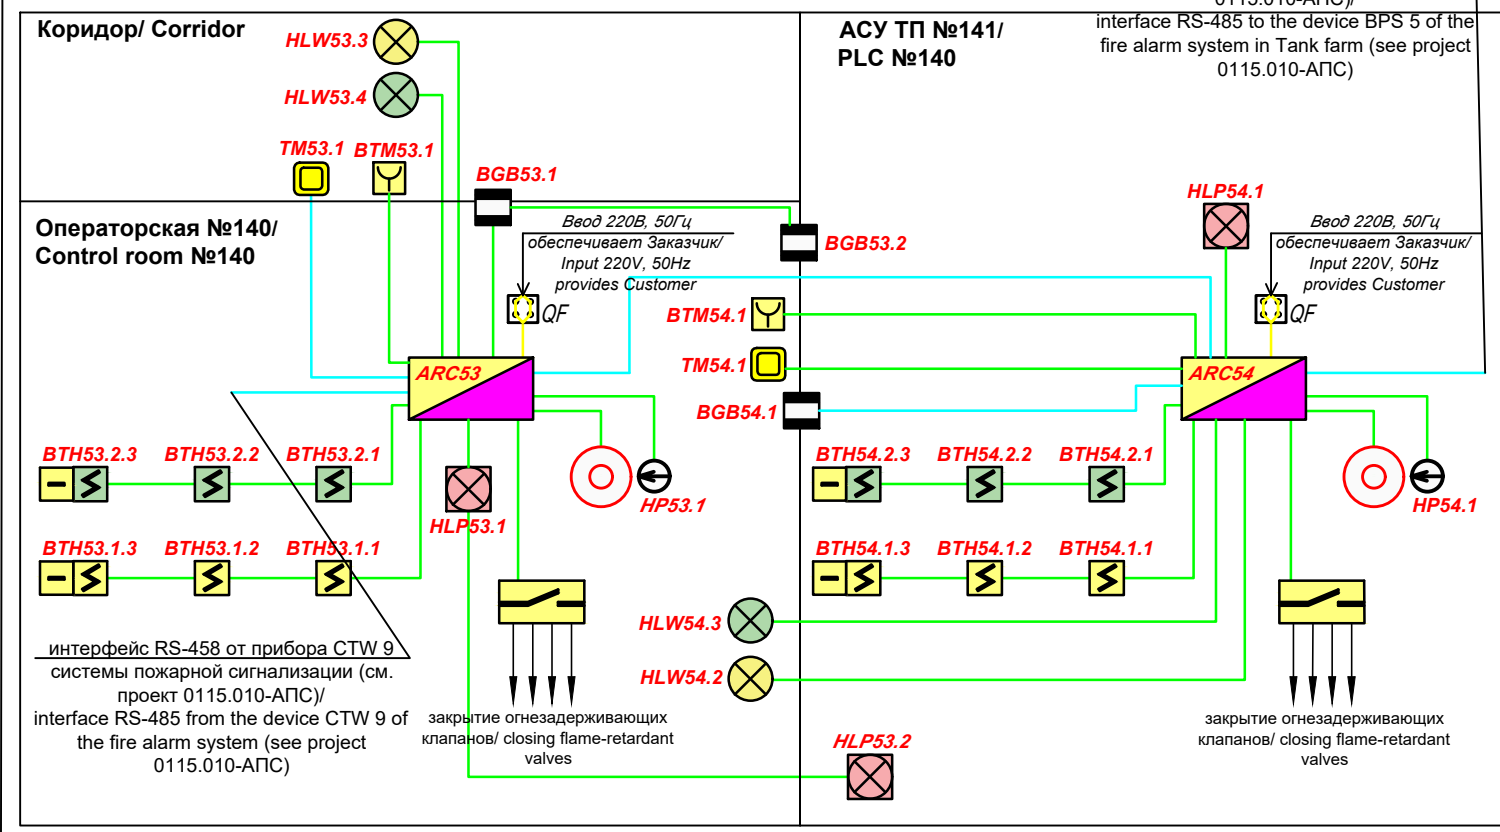 Коридор/ Corridor
HLW53.3
HLW53.4
TM53.1
BTM53.1
BGB53.1
Операторская №140/
Control room №140
Ввод 220В, 50Гц
обеспечивает Заказчик/
Input 220V, 50Hz
provides Customer
QF
ARC53
BTH53.2.3
BTH53.2.2
BTH53.2.1
HLP53.1
HP53.1
BTH53.1.3
BTH53.1.2
BTH53.1.1
интерфейс RS-458 от прибора CTW 9
системы пожарной сигнализации (см.
проект 0115.010-АПС)/
interface RS-485 from the device CTW 9 of
the fire alarm system (see project
0115.010-АПС)
закрытие огнезадерживающих
клапанов/ closing flame-retardant
valves
АСУ ТП №141/
PLC №140
0115.010-АПС)/
interface RS-485 to the device BPS 5 of the
fire alarm system in Tank farm (see project
0115.010-АПС)
HLP54.1
BGB53.2
Ввод 220В, 50Гц
обеспечивает Заказчик/
Input 220V, 50Hz
provides Customer
QF
BTM54.1
TM54.1
ARC54
BGB54.1
BTH54.2.3
BTH54.2.2
BTH54.2.1
HP54.1
BTH54.1.3
BTH54.1.2
BTH54.1.1
HLW54.3
HLW54.2
HLP53.2
закрытие огнезадерживающих
клапанов/ closing flame-retardant
valves